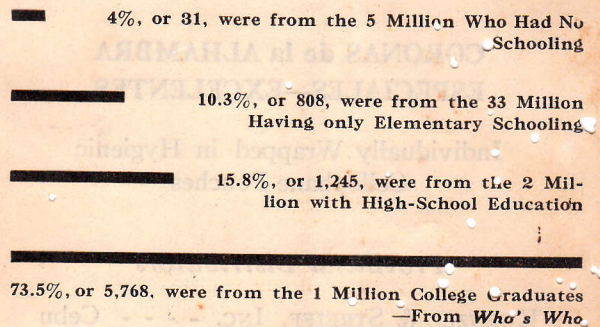 4%, or 31, were from the 5 Million Who Had No
Schooling
10.3%, or 808, were from the 33 Million
Having only Elementary Schooling
15.8%, or 1,245, were from the 2 Mil-
lion with High-School Education
73.5%, or 5,768, were from the 1 Million College Graduates
—From Who's Who